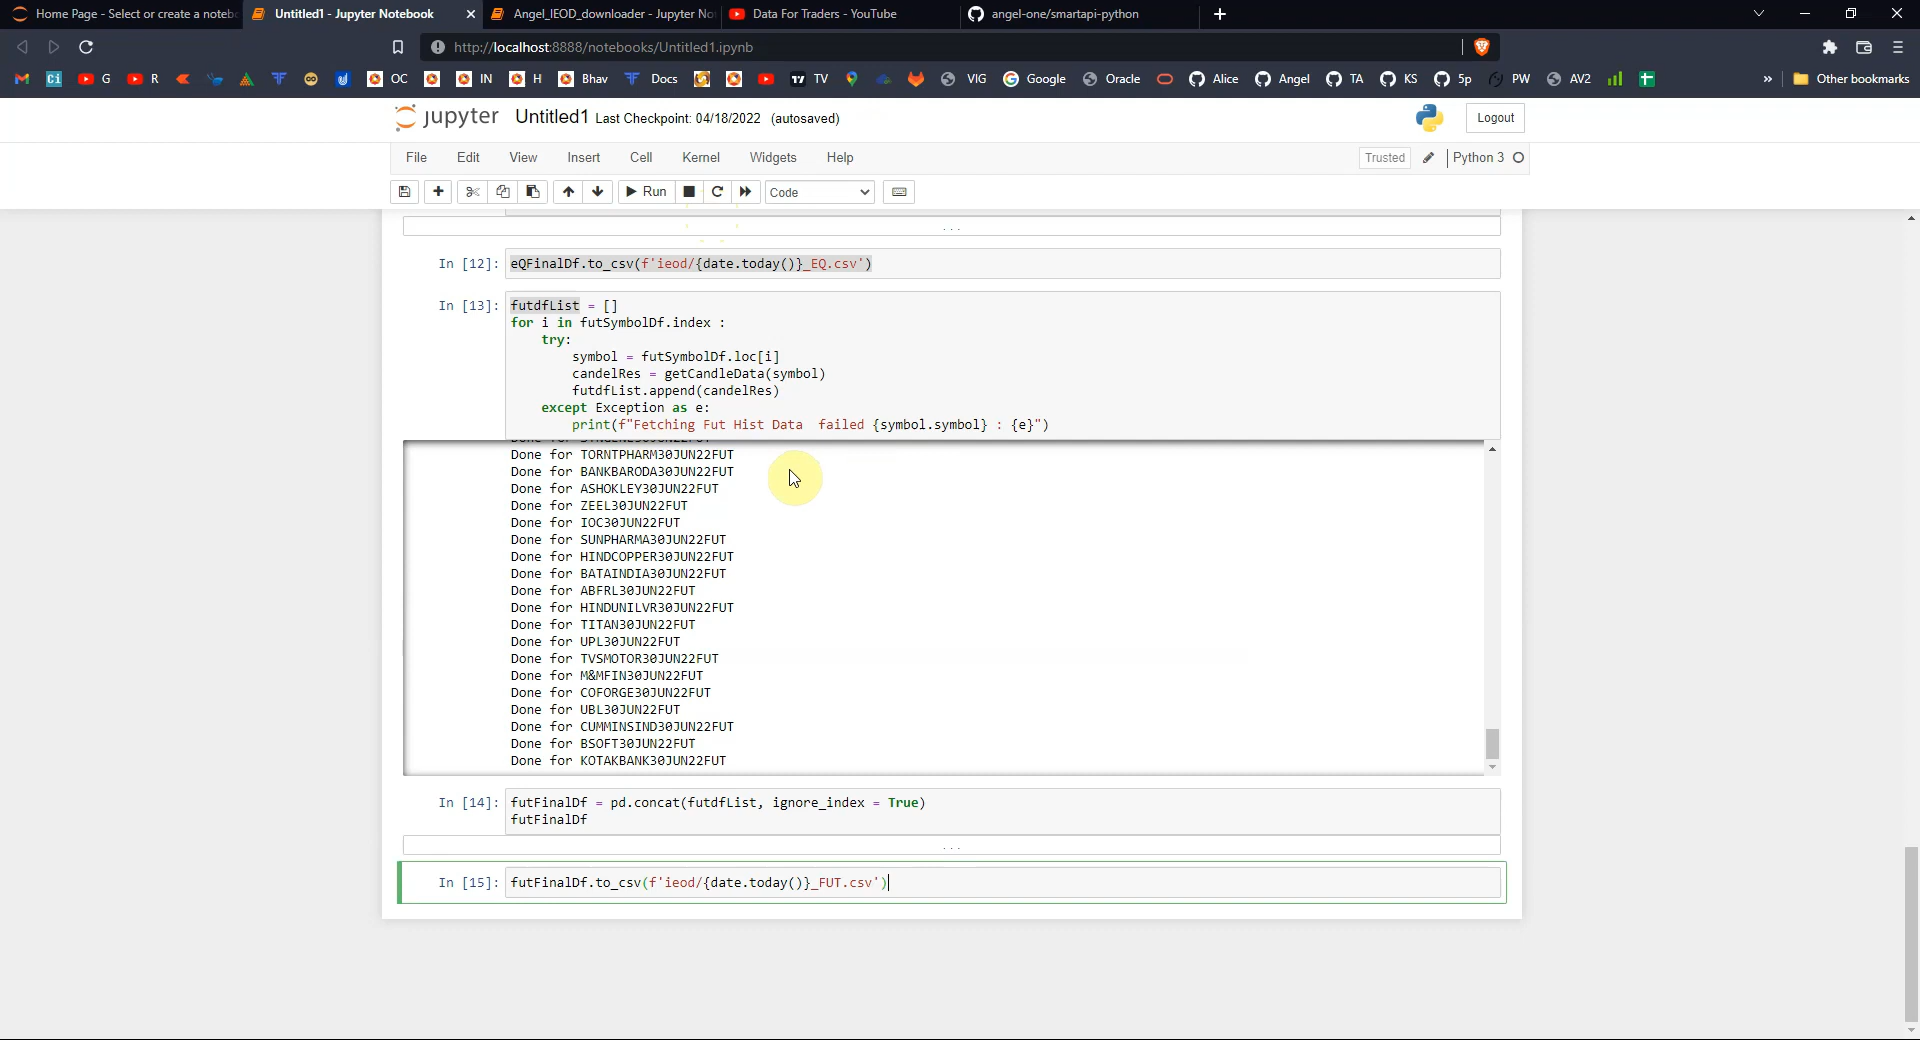 Home Page - Select or create a noteb
Untitled1 - Jupyter Notebook
Angel_IEOD_downloader - Jupyter No
Data For Traders - YouTube
angel-one/smartapi-python
http://localhost:8888/notebooks/Untitled1.ipynb
Ci G R OC IN H Bhav Docs TV VIG Google Oracle Alice Angel TA KS 5p PW AV2 » Other bookmarks
jupyter Untitled1 Last Checkpoint: 04/18/2022 (autosaved)
Logout
File Edit View Insert Cell Kernel Widgets Help
Trusted Python 3
Run Code
...
In [12]: eQFinalDf.to_csv(f'ieod/{date.today()}_EQ.csv')
In [13]: futdfList = []
for i in futSymbolDf.index :
try:
symbol = futSymbolDf.loc[i]
candelRes = getCandleData(symbol)
futdfList.append(candelRes)
except Exception as e:
print(f"Fetching Fut Hist Data  failed {symbol.symbol} : {e}")
Done for TORNTPHARM30JUN22FUT
Done for BANKBARODA30JUN22FUT
Done for ASHOKLEY30JUN22FUT
Done for ZEEL30JUN22FUT
Done for IOC30JUN22FUT
Done for SUNPHARMA30JUN22FUT
Done for HINDCOPPER30JUN22FUT
Done for BATAINDIA30JUN22FUT
Done for ABFRL30JUN22FUT
Done for HINDUNILVR30JUN22FUT
Done for TITAN30JUN22FUT
Done for UPL30JUN22FUT
Done for TVSMOTOR30JUN22FUT
Done for M&MFIN30JUN22FUT
Done for COFORGE30JUN22FUT
Done for UBL30JUN22FUT
Done for CUMMINSIND30JUN22FUT
Done for BSOFT30JUN22FUT
Done for KOTAKBANK30JUN22FUT
In [14]: futFinalDf = pd.concat(futdfList, ignore_index = True)
futFinalDf
...
In [15]: futFinalDf.to_csv(f'ieod/{date.today()}_FUT.csv')